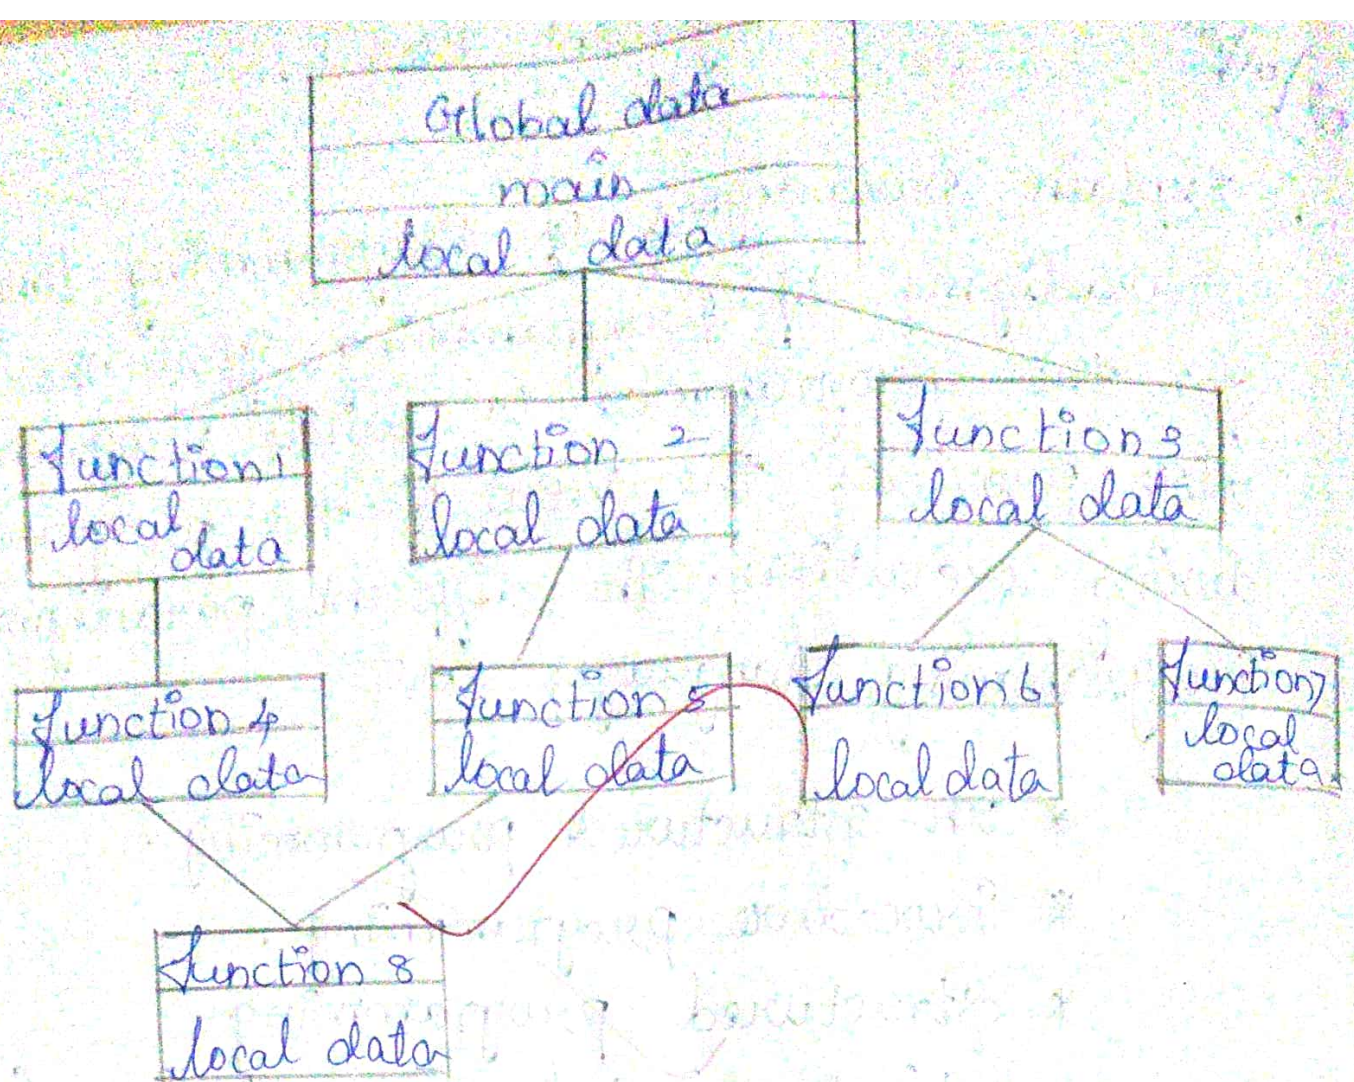 Global data
main
local data
function 1
local
data
function 2
local data
function 3
local data
function 4
local data
function 5
local data
function 6
local data
function 7
local
data
function 8
local data